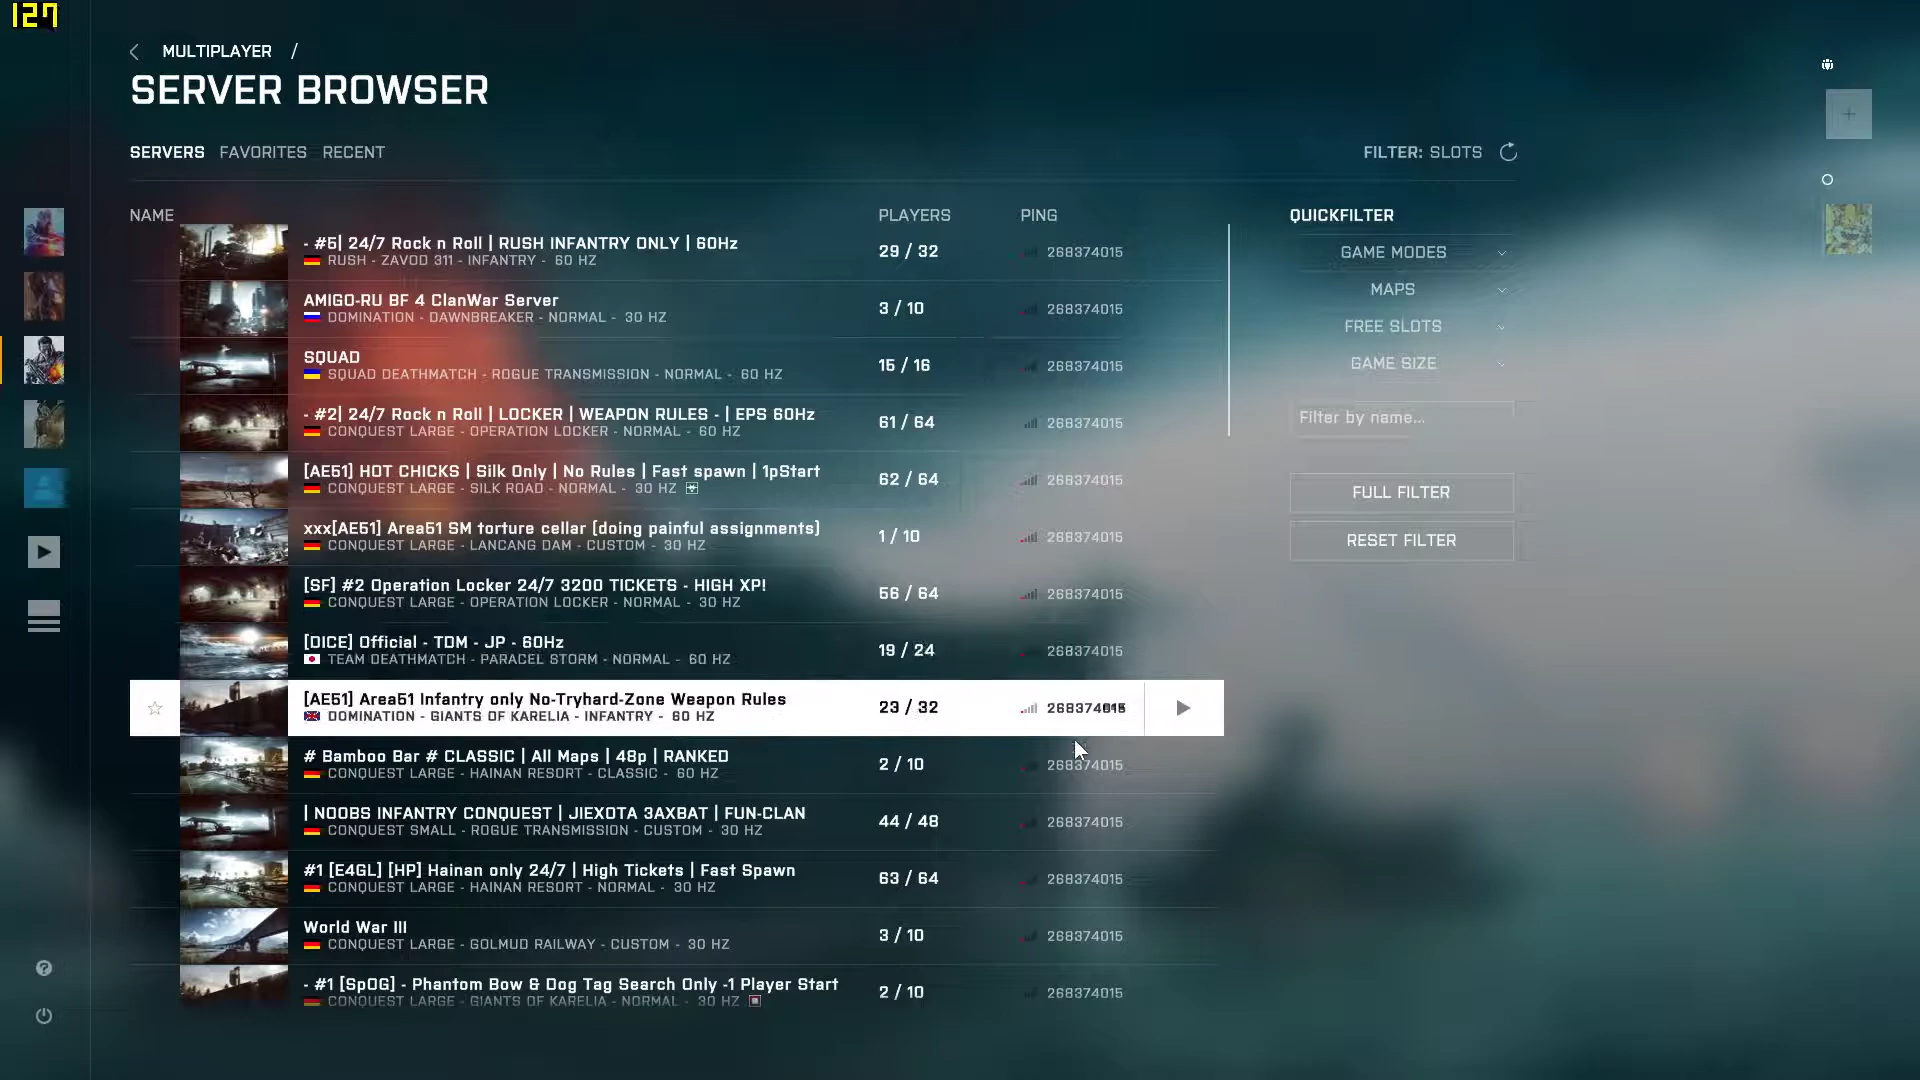 127
MULTIPLAYER /
SERVER BROWSER
SERVERS FAVORITES RECENT
FILTER: SLOTS
NAME PLAYERS PING
- #5| 24/7 Rock n Roll | RUSH INFANTRY ONLY | 60Hz
RUSH - ZAVOD 311 - INFANTRY - 60 HZ
29 / 32 268374015
AMIGO-RU BF 4 ClanWar Server
DOMINATION - DAWNBREAKER - NORMAL - 30 HZ
3 / 10 268374015
SQUAD
SQUAD DEATHMATCH - ROGUE TRANSMISSION - NORMAL - 60 HZ
15 / 16 268374015
- #2| 24/7 Rock n Roll | LOCKER | WEAPON RULES - | EPS 60Hz
CONQUEST LARGE - OPERATION LOCKER - NORMAL - 60 HZ
61 / 64 268374015
[AE51] HOT CHICKS | Silk Only | No Rules | Fast spawn | 1pStart
CONQUEST LARGE - SILK ROAD - NORMAL - 30 HZ
62 / 64 268374015
xxx[AE51] Area51 SM torture cellar (doing painful assignments)
CONQUEST LARGE - LANCANG DAM - CUSTOM - 30 HZ
1 / 10 268374015
[SF] #2 Operation Locker 24/7 3200 TICKETS - HIGH XP!
CONQUEST LARGE - OPERATION LOCKER - NORMAL - 30 HZ
56 / 64 268374015
[DICE] Official - TDM - JP - 60Hz
TEAM DEATHMATCH - PARACEL STORM - NORMAL - 60 HZ
19 / 24 268374015
[AE51] Area51 Infantry only No-Tryhard-Zone Weapon Rules
DOMINATION - GIANTS OF KARELIA - INFANTRY - 60 HZ
23 / 32
# Bamboo Bar # CLASSIC | All Maps | 48p | RANKED
CONQUEST LARGE - HAINAN RESORT - CLASSIC - 60 HZ
2 / 10 268374015
| NOOBS INFANTRY CONQUEST | JIEXOTA 3AXBAT | FUN-CLAN
CONQUEST SMALL - ROGUE TRANSMISSION - CUSTOM - 30 HZ
44 / 48 268374015
#1 [E4GL] [HP] Hainan only 24/7 | High Tickets | Fast Spawn
CONQUEST LARGE - HAINAN RESORT - NORMAL - 30 HZ
63 / 64 268374015
World War III
CONQUEST LARGE - GOLMUD RAILWAY - CUSTOM - 30 HZ
3 / 10 268374015
- #1 [SpOG] - Phantom Bow & Dog Tag Search Only -1 Player Start
CONQUEST LARGE - GIANTS OF KARELIA - NORMAL - 30 HZ
2 / 10 268374015
QUICKFILTER
GAME MODES
MAPS
FREE SLOTS
GAME SIZE
Filter by name...
FULL FILTER
RESET FILTER